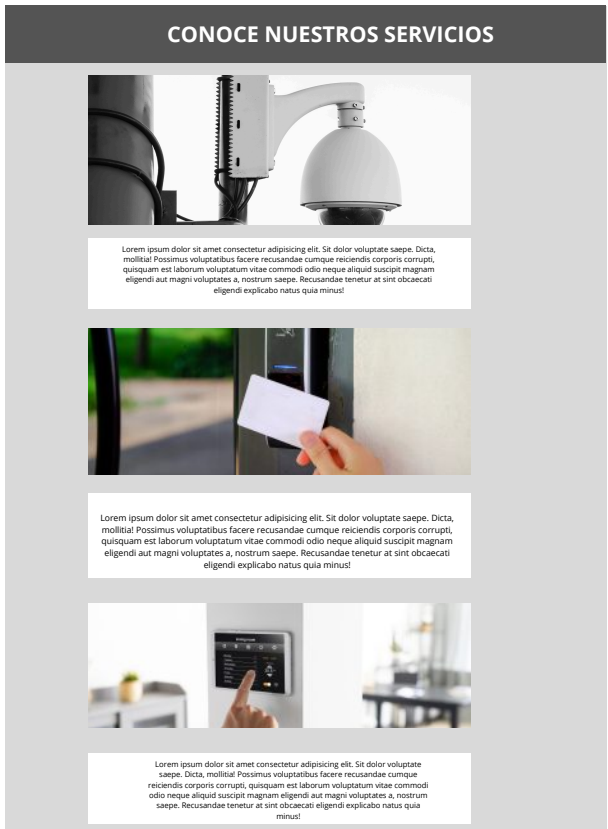 CONOCE NUESTROS SERVICIOS
Lorem ipsum dolor sit amet consectetur adipisicing elit. Sit dolor voluptate saepe. Dicta,
mollitia! Possimus voluptatibus facere recusandae cumque reiciendis corporis corrupti,
quisquam est laborum voluptatum vitae commodi odio neque aliquid suscipit magnam
eligendi aut magni voluptates a, nostrum saepe. Recusandae tenetur at sint obcaecati
eligendi explicabo natus quia minus!
Lorem ipsum dolor sit amet consectetur adipisicing elit. Sit dolor voluptate saepe. Dicta,
mollitia! Possimus voluptatibus facere recusandae cumque reiciendis corporis corrupti,
quisquam est laborum voluptatum vitae commodi odio neque aliquid suscipit magnam
eligendi aut magni voluptates a, nostrum saepe. Recusandae tenetur at sint obcaecati
eligendi explicabo natus quia minus!
Lorem ipsum dolor sit amet consectetur adipisicing elit. Sit dolor voluptate
saepe. Dicta, mollitia! Possimus voluptatibus facere recusandae cumque
reiciendis corporis corrupti, quisquam est laborum voluptatum vitae commodi
odio neque aliquid suscipit magnam eligendi aut magni voluptates a, nostrum
saepe. Recusandae tenetur at sint obcaecati eligendi explicabo natus quia
minus!